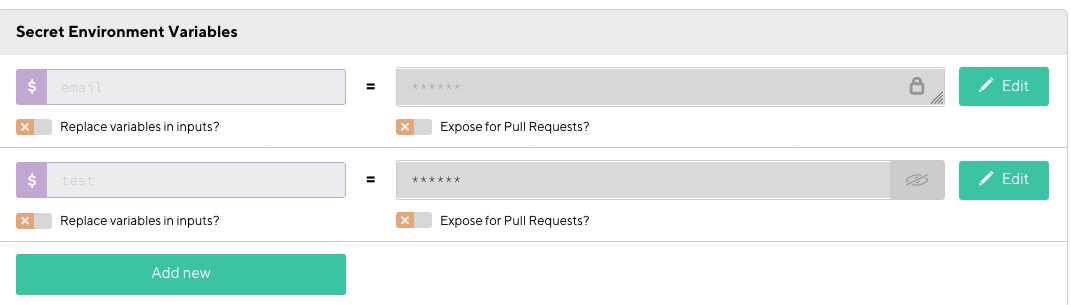 Secret Environment Variables
$ email = ****** Edit
Replace variables in inputs? Expose for Pull Requests?
$ test = ****** Edit
Replace variables in inputs? Expose for Pull Requests?
Add new